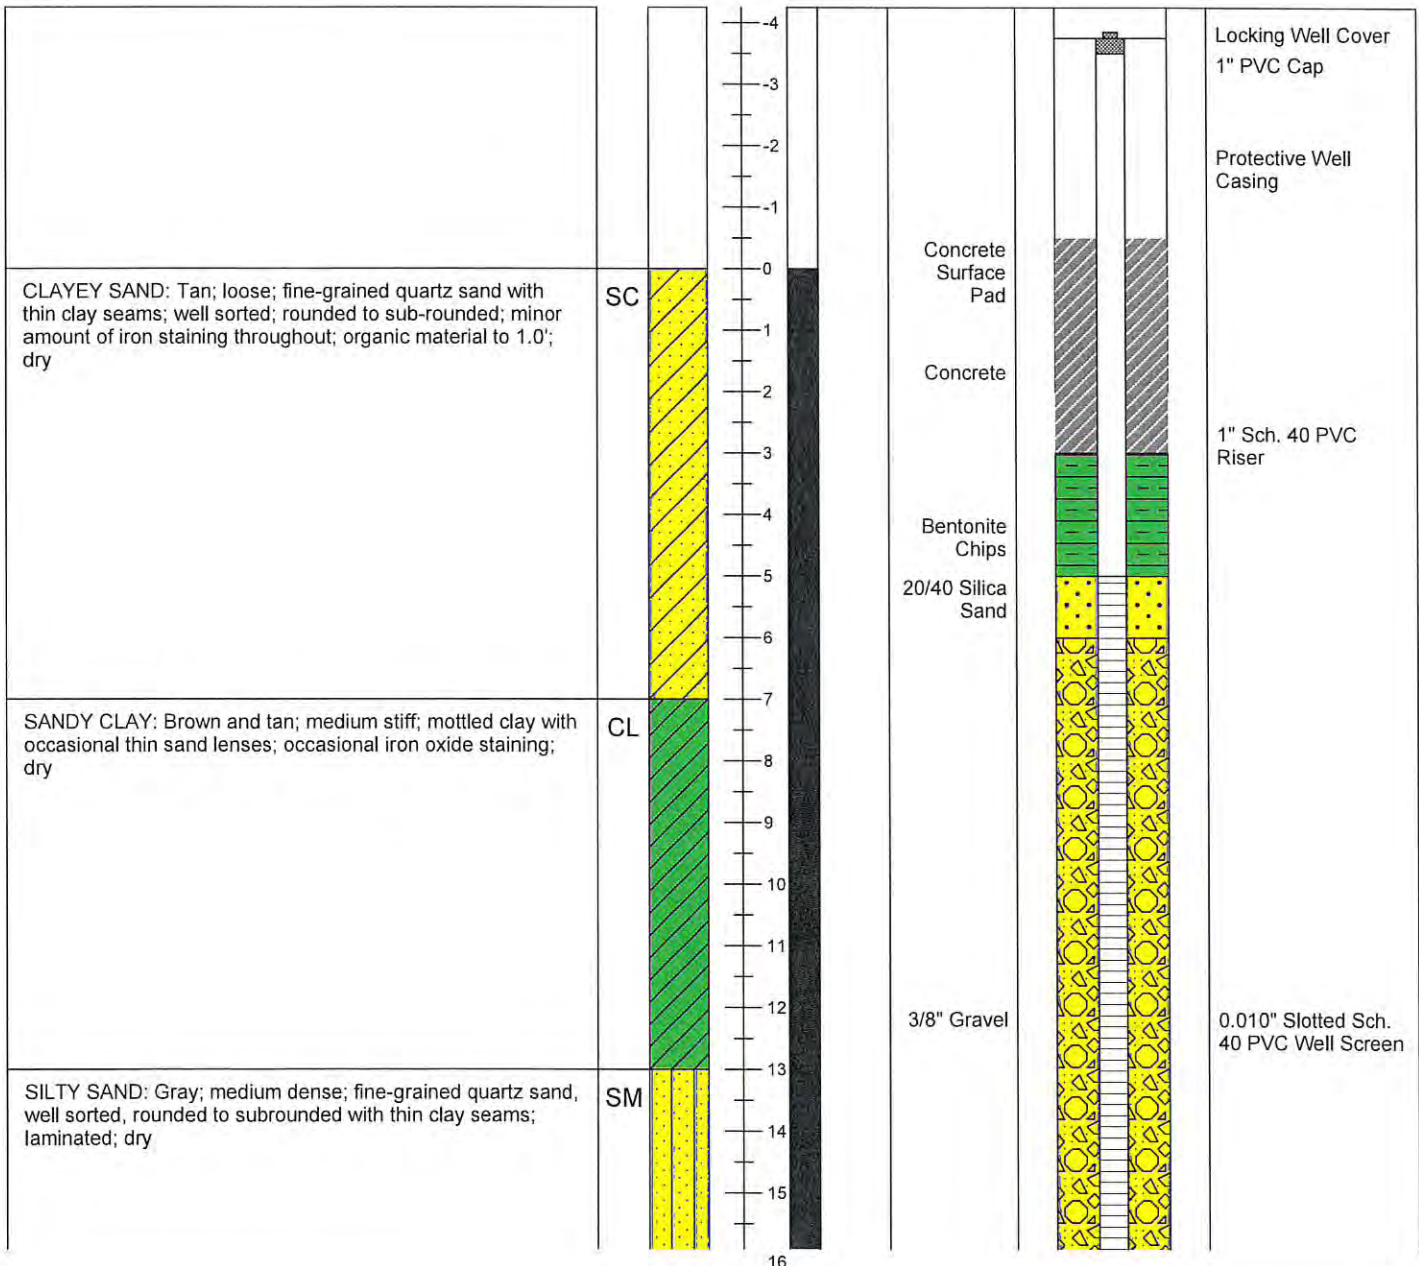 -4
Locking Well Cover
1" PVC Cap
-3
-2
Protective Well
Casing
-1
Concrete
Surface
Pad
0
CLAYEY SAND: Tan; loose; fine-grained quartz sand with
thin clay seams; well sorted; rounded to sub-rounded; minor
amount of iron staining throughout; organic material to 1.0';
dry
SC
1
Concrete
2
1" Sch. 40 PVC
Riser
3
4
Bentonite
Chips
5
20/40 Silica
Sand
6
7
SANDY CLAY: Brown and tan; medium stiff; mottled clay with
occasional thin sand lenses; occasional iron oxide staining;
dry
CL
8
9
10
11
12
3/8" Gravel
0.010" Slotted Sch.
40 PVC Well Screen
13
SILTY SAND: Gray; medium dense; fine-grained quartz sand,
well sorted, rounded to subrounded with thin clay seams;
laminated; dry
SM
14
15
16